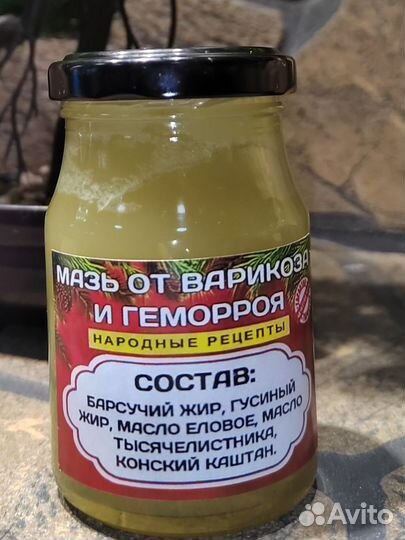 МАЗЬ ОТ ВАРИКОЗА
И ГЕМОРРОЯ
НАРОДНЫЕ РЕЦЕПТЫ
СОСТАВ:
БАРСУЧИЙ ЖИР, ГУСИНЫЙ
ЖИР, МАСЛО ЕЛОВОЕ, МАСЛО
ТЫСЯЧЕЛИСТНИКА,
КОНСКИЙ КАШТАН.
Avito